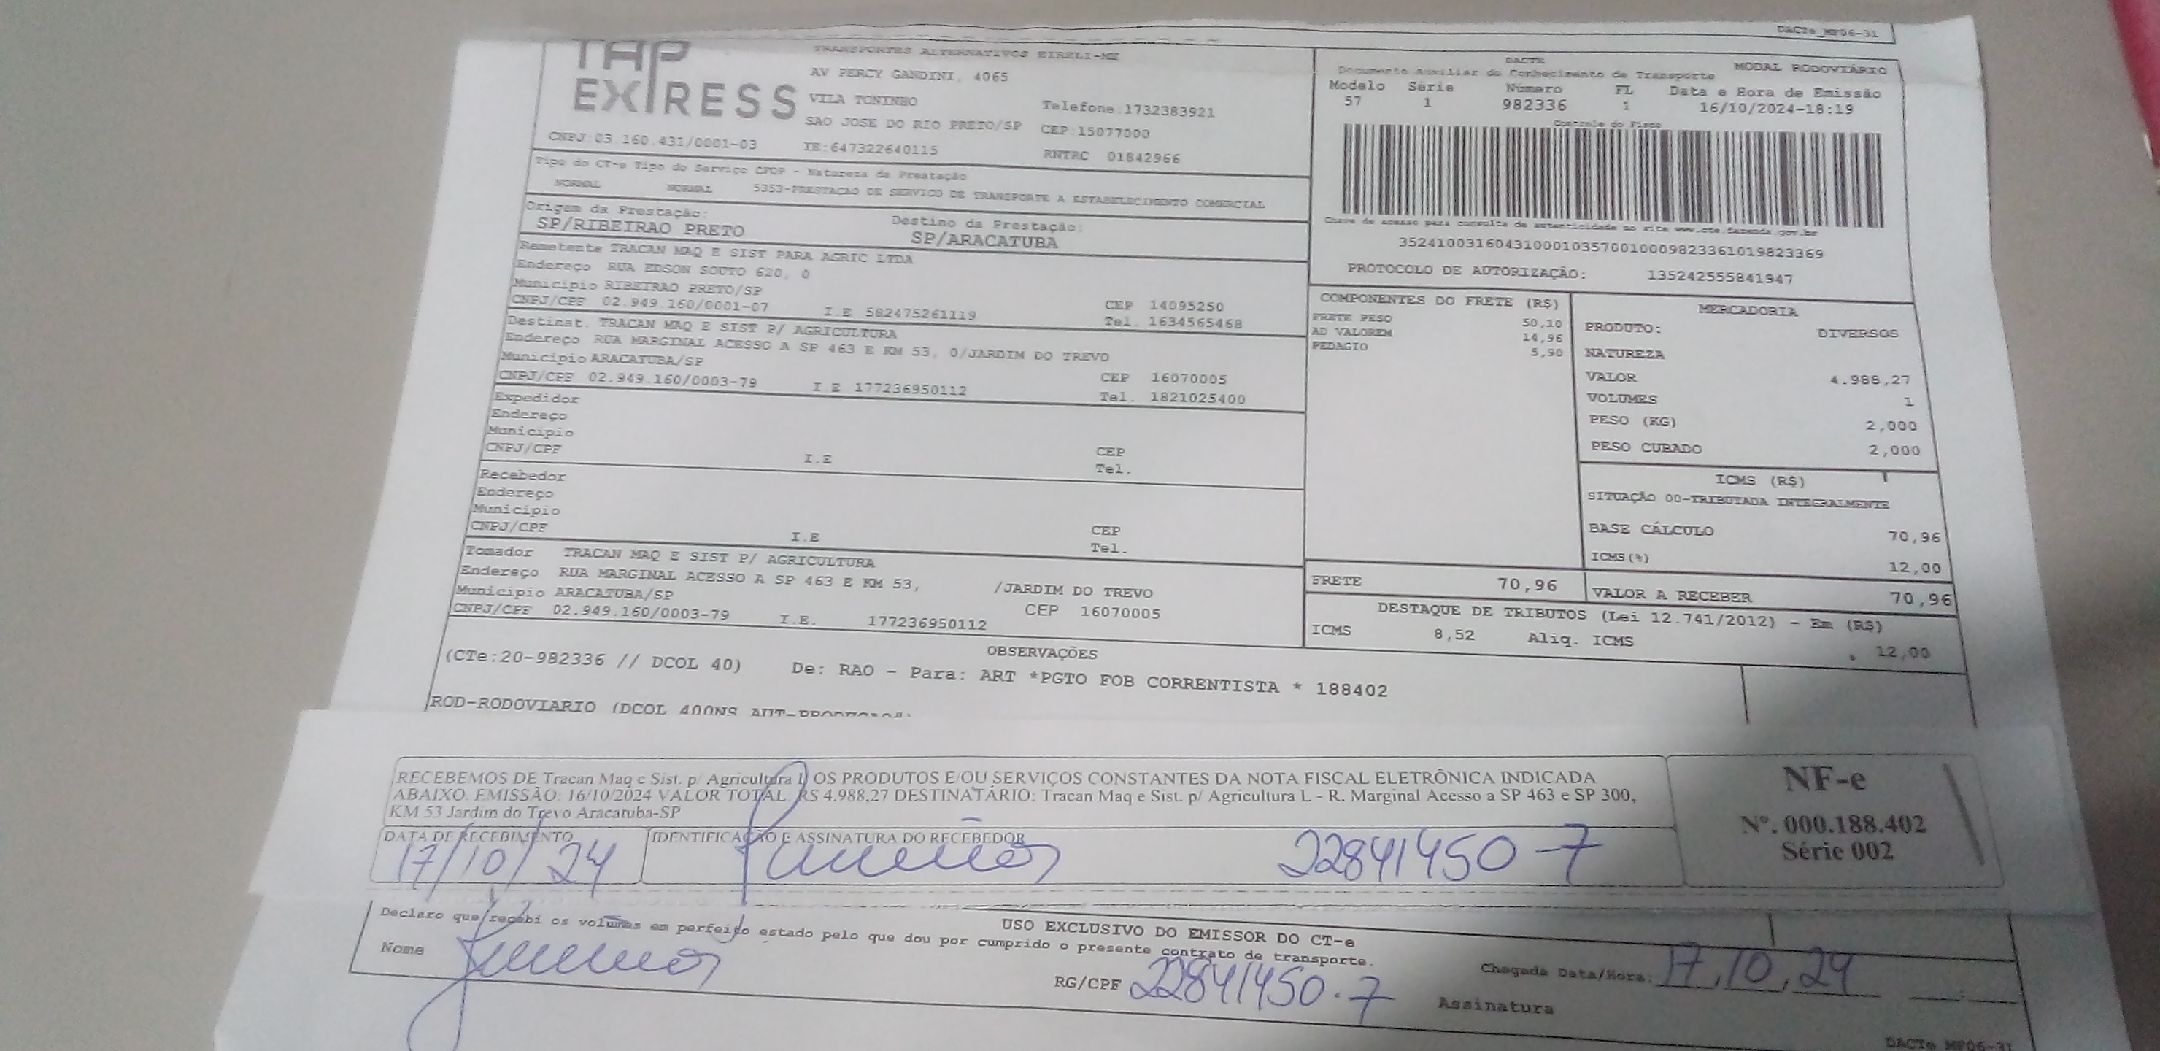 DACTe_MP06-31
TAP
EXPRESS
TRANSPORTES ALTERNATIVOS EIRELI-ME
AV PERCY GANDINI, 4065
VILA TONINHO
Telefone:1732383921
SAO JOSE DO RIO PRETO/SP CEP:15077000
CNPJ:03.160.431/0001-03 IE:647322640115 RNTRC 01842966
DACTE MODAL RODOVIÁRIO
Documento Auxiliar do Conhecimento de Transporte
Modelo Série Número FL Data e Hora de Emissão
57 1 982336 1 16/10/2024-18:19
Controle do Fisco
Chave de acesso para consulta de autenticidade no site www.cte.fazenda.gov.br
35241003160431000103570010009823361019823369
PROTOCOLO DE AUTORIZAÇÃO: 135242555841947
Tipo do CT-e Tipo do Serviço CFOP - Natureza da Prestação
NORMAL NORMAL 5353-PRESTACAO DE SERVICO DE TRANSPORTE A ESTABELECIMENTO COMERCIAL
Origem da Prestação: Destino da Prestação:
SP/RIBEIRAO PRETO SP/ARACATUBA
Remetente TRACAN MAQ E SIST PARA AGRIC LTDA
Endereço RUA EDSON SOUTO 620, 0
Município RIBEIRAO PRETO/SP CEP 14095250
CNPJ/CPF 02.949.160/0001-07 I.E 582475261119 Tel. 1634565468
Destinat. TRACAN MAQ E SIST P/ AGRICULTURA
Endereço RUA MARGINAL ACESSO A SP 463 E KM 53, 0/JARDIM DO TREVO
Município ARACATUBA/SP CEP 16070005
CNPJ/CPF 02.949.160/0003-79 I.E 177236950112 Tel. 1821025400
Expedidor
Endereço
Município CEP
CNPJ/CPF I.E Tel.
Recebedor
Endereço
Município CEP
CNPJ/CPF I.E Tel.
Tomador TRACAN MAQ E SIST P/ AGRICULTURA
Endereço RUA MARGINAL ACESSO A SP 463 E KM 53, /JARDIM DO TREVO
Município ARACATUBA/SP CEP 16070005
CNPJ/CPF 02.949.160/0003-79 I.E. 177236950112
COMPONENTES DO FRETE (R$)
FRETE PESO 50,10
AD VALOREM 14,96
PEDAGIO 5,90
MERCADORIA
PRODUTO: DIVERSOS
NATUREZA
VALOR 4.988,27
VOLUMES 1
PESO (KG) 2,000
PESO CUBADO 2,000
ICMS (R$)
SITUAÇÃO 00-TRIBUTADA INTEGRALMENTE
BASE CÁLCULO 70,96
ICMS(%) 12,00
FRETE 70,96 VALOR A RECEBER 70,96
DESTAQUE DE TRIBUTOS (Lei 12.741/2012) - Em (R$)
ICMS 8,52 Aliq. ICMS 12,00
OBSERVAÇÕES
(CTe:20-982336 // DCOL 40) De: RAO - Para: ART *PGTO FOB CORRENTISTA * 188402
ROD-RODOVIARIO (DCOL 400NS
RECEBEMOS DE Tracan Maq e Sist. p/ Agricultura L OS PRODUTOS E/OU SERVIÇOS CONSTANTES DA NOTA FISCAL ELETRÔNICA INDICADA
ABAIXO. EMISSÃO: 16/10/2024 VALOR TOTAL: R$ 4.988,27 DESTINATÁRIO: Tracan Maq e Sist. p/ Agricultura L - R. Marginal Acesso a SP 463 e SP 300,
KM 53 Jardim do Trevo Aracatuba-SP
DATA DE RECEBIMENTO IDENTIFICAÇÃO E ASSINATURA DO RECEBEDOR
17/10/24 22841450-7
NF-e
Nº. 000.188.402
Série 002
USO EXCLUSIVO DO EMISSOR DO CT-e
Declaro que recebi os volumes em perfeito estado pelo que dou por cumprido o presente contrato de transporte.
Nome RG/CPF 22841450-7 Chegada Data/Hora: 17,10,24
Assinatura
DACTe_MP06-31